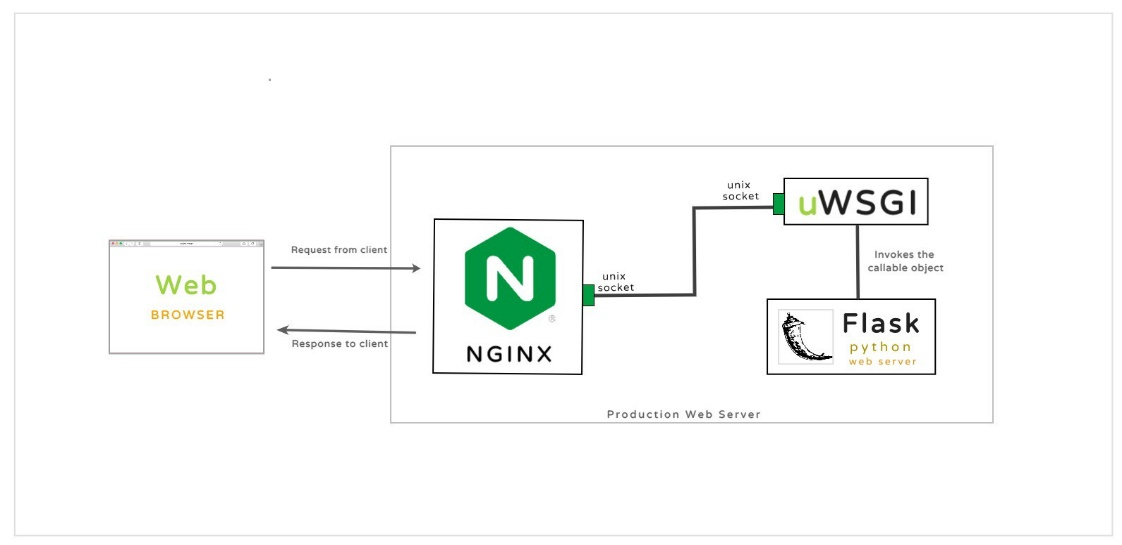 unix
socket
uWSGI
Request from client
Web
BROWSER
Invokes the
callable object
unix
socket
N
®
NGINX
Response to client
Flask
python
web server
Production Web Server